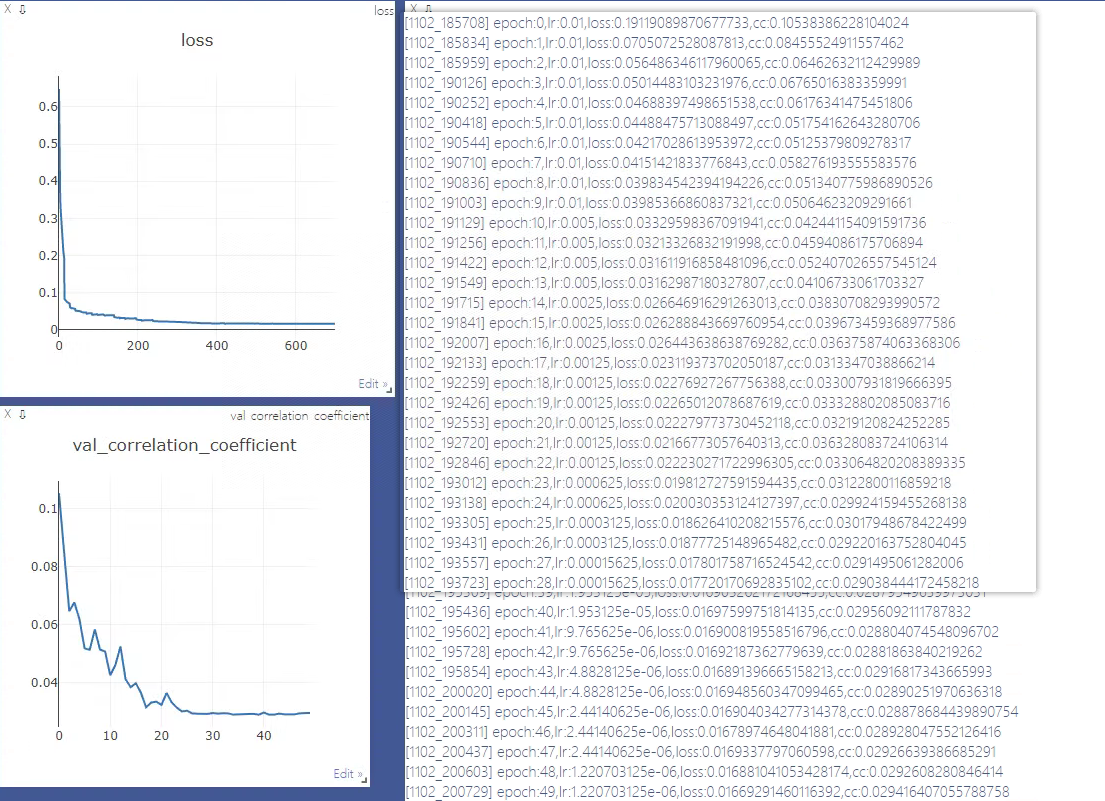 X ⇩
loss
loss
0.6
0.5
0.4
0.3
0.2
0.1
0
0
200
400
600
Edit »
X ⇩
val correlation coefficient
val_correlation_coefficient
0.1
0.08
0.06
0.04
0
10
20
30
40
Edit »
[1102_185708] epoch:0,lr:0.01,loss:0.19119089870677733,cc:0.10538386228104024
[1102_185834] epoch:1,lr:0.01,loss:0.0705072528087813,cc:0.08455524911557462
[1102_185959] epoch:2,lr:0.01,loss:0.056486346117960065,cc:0.06462632112429989
[1102_190126] epoch:3,lr:0.01,loss:0.05014483103231976,cc:0.06765016383359991
[1102_190252] epoch:4,lr:0.01,loss:0.04688397498651538,cc:0.06176341475451806
[1102_190418] epoch:5,lr:0.01,loss:0.04488475713088497,cc:0.051754162643280706
[1102_190544] epoch:6,lr:0.01,loss:0.04217028613953972,cc:0.05125379809278317
[1102_190710] epoch:7,lr:0.01,loss:0.04151421833776843,cc:0.058276193555583576
[1102_190836] epoch:8,lr:0.01,loss:0.039834542394194226,cc:0.051340775986890526
[1102_191003] epoch:9,lr:0.01,loss:0.03985366860837321,cc:0.05064623209291661
[1102_191129] epoch:10,lr:0.005,loss:0.03329598367091941,cc:0.042441154091591736
[1102_191256] epoch:11,lr:0.005,loss:0.03213326832191998,cc:0.04594086175706894
[1102_191422] epoch:12,lr:0.005,loss:0.031611916858481096,cc:0.052407026557545124
[1102_191549] epoch:13,lr:0.005,loss:0.03162987180327807,cc:0.04106733061703327
[1102_191715] epoch:14,lr:0.0025,loss:0.026646916291263013,cc:0.03830708293990572
[1102_191841] epoch:15,lr:0.0025,loss:0.026288843669760954,cc:0.039673459368977586
[1102_192007] epoch:16,lr:0.0025,loss:0.026443638638769282,cc:0.036375874063368306
[1102_192133] epoch:17,lr:0.00125,loss:0.023119373702050187,cc:0.0313347038866214
[1102_192259] epoch:18,lr:0.00125,loss:0.02276927267756388,cc:0.033007931819666395
[1102_192426] epoch:19,lr:0.00125,loss:0.02265012078687619,cc:0.033328802085083716
[1102_192553] epoch:20,lr:0.00125,loss:0.022279773730452118,cc:0.03219120824252285
[1102_192720] epoch:21,lr:0.00125,loss:0.02166773057640313,cc:0.036328083724106314
[1102_192846] epoch:22,lr:0.00125,loss:0.022230271722996305,cc:0.033064820208389335
[1102_193012] epoch:23,lr:0.000625,loss:0.019812727591594435,cc:0.03122800116859218
[1102_193138] epoch:24,lr:0.000625,loss:0.020030353124127397,cc:0.029924159455268138
[1102_193305] epoch:25,lr:0.0003125,loss:0.018626410208215576,cc:0.03017948678422499
[1102_193431] epoch:26,lr:0.0003125,loss:0.01877725148965482,cc:0.029220163752804045
[1102_193557] epoch:27,lr:0.00015625,loss:0.017801758716524542,cc:0.0291495061282006
[1102_193723] epoch:28,lr:0.00015625,loss:0.017720170692835102,cc:0.029038444172458218
[1102_195436] epoch:40,lr:1.953125e-05,loss:0.01697599751814135,cc:0.02956092111787832
[1102_195602] epoch:41,lr:9.765625e-06,loss:0.016900819558516796,cc:0.028804074548096702
[1102_195728] epoch:42,lr:9.765625e-06,loss:0.01692187362779639,cc:0.02881863840219262
[1102_195854] epoch:43,lr:4.8828125e-06,loss:0.016891396665158213,cc:0.02916817343665993
[1102_200020] epoch:44,lr:4.8828125e-06,loss:0.016948560347099465,cc:0.02890251970636318
[1102_200145] epoch:45,lr:2.44140625e-06,loss:0.016904034277314378,cc:0.028878684439890754
[1102_200311] epoch:46,lr:2.44140625e-06,loss:0.01678974648041881,cc:0.028928047552126416
[1102_200437] epoch:47,lr:2.44140625e-06,loss:0.0169337797060598,cc:0.02926639386685291
[1102_200603] epoch:48,lr:1.220703125e-06,loss:0.016881041053428174,cc:0.0292608280846414
[1102_200729] epoch:49,lr:1.220703125e-06,loss:0.01669291460116392,cc:0.029416407055788758